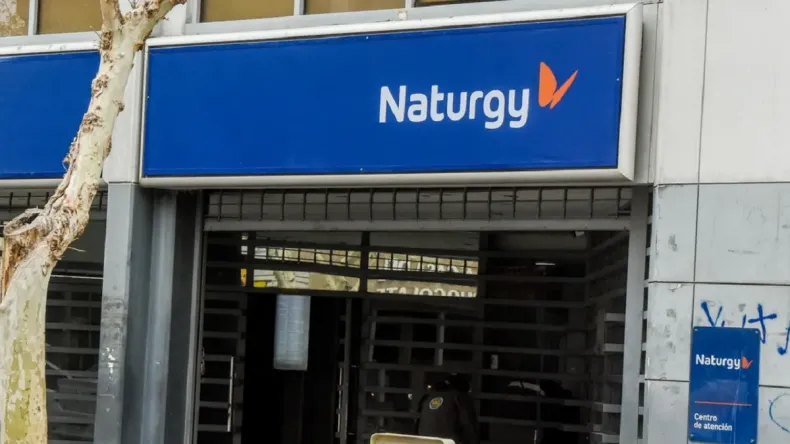 Naturgy
Naturgy
Centro
de atención